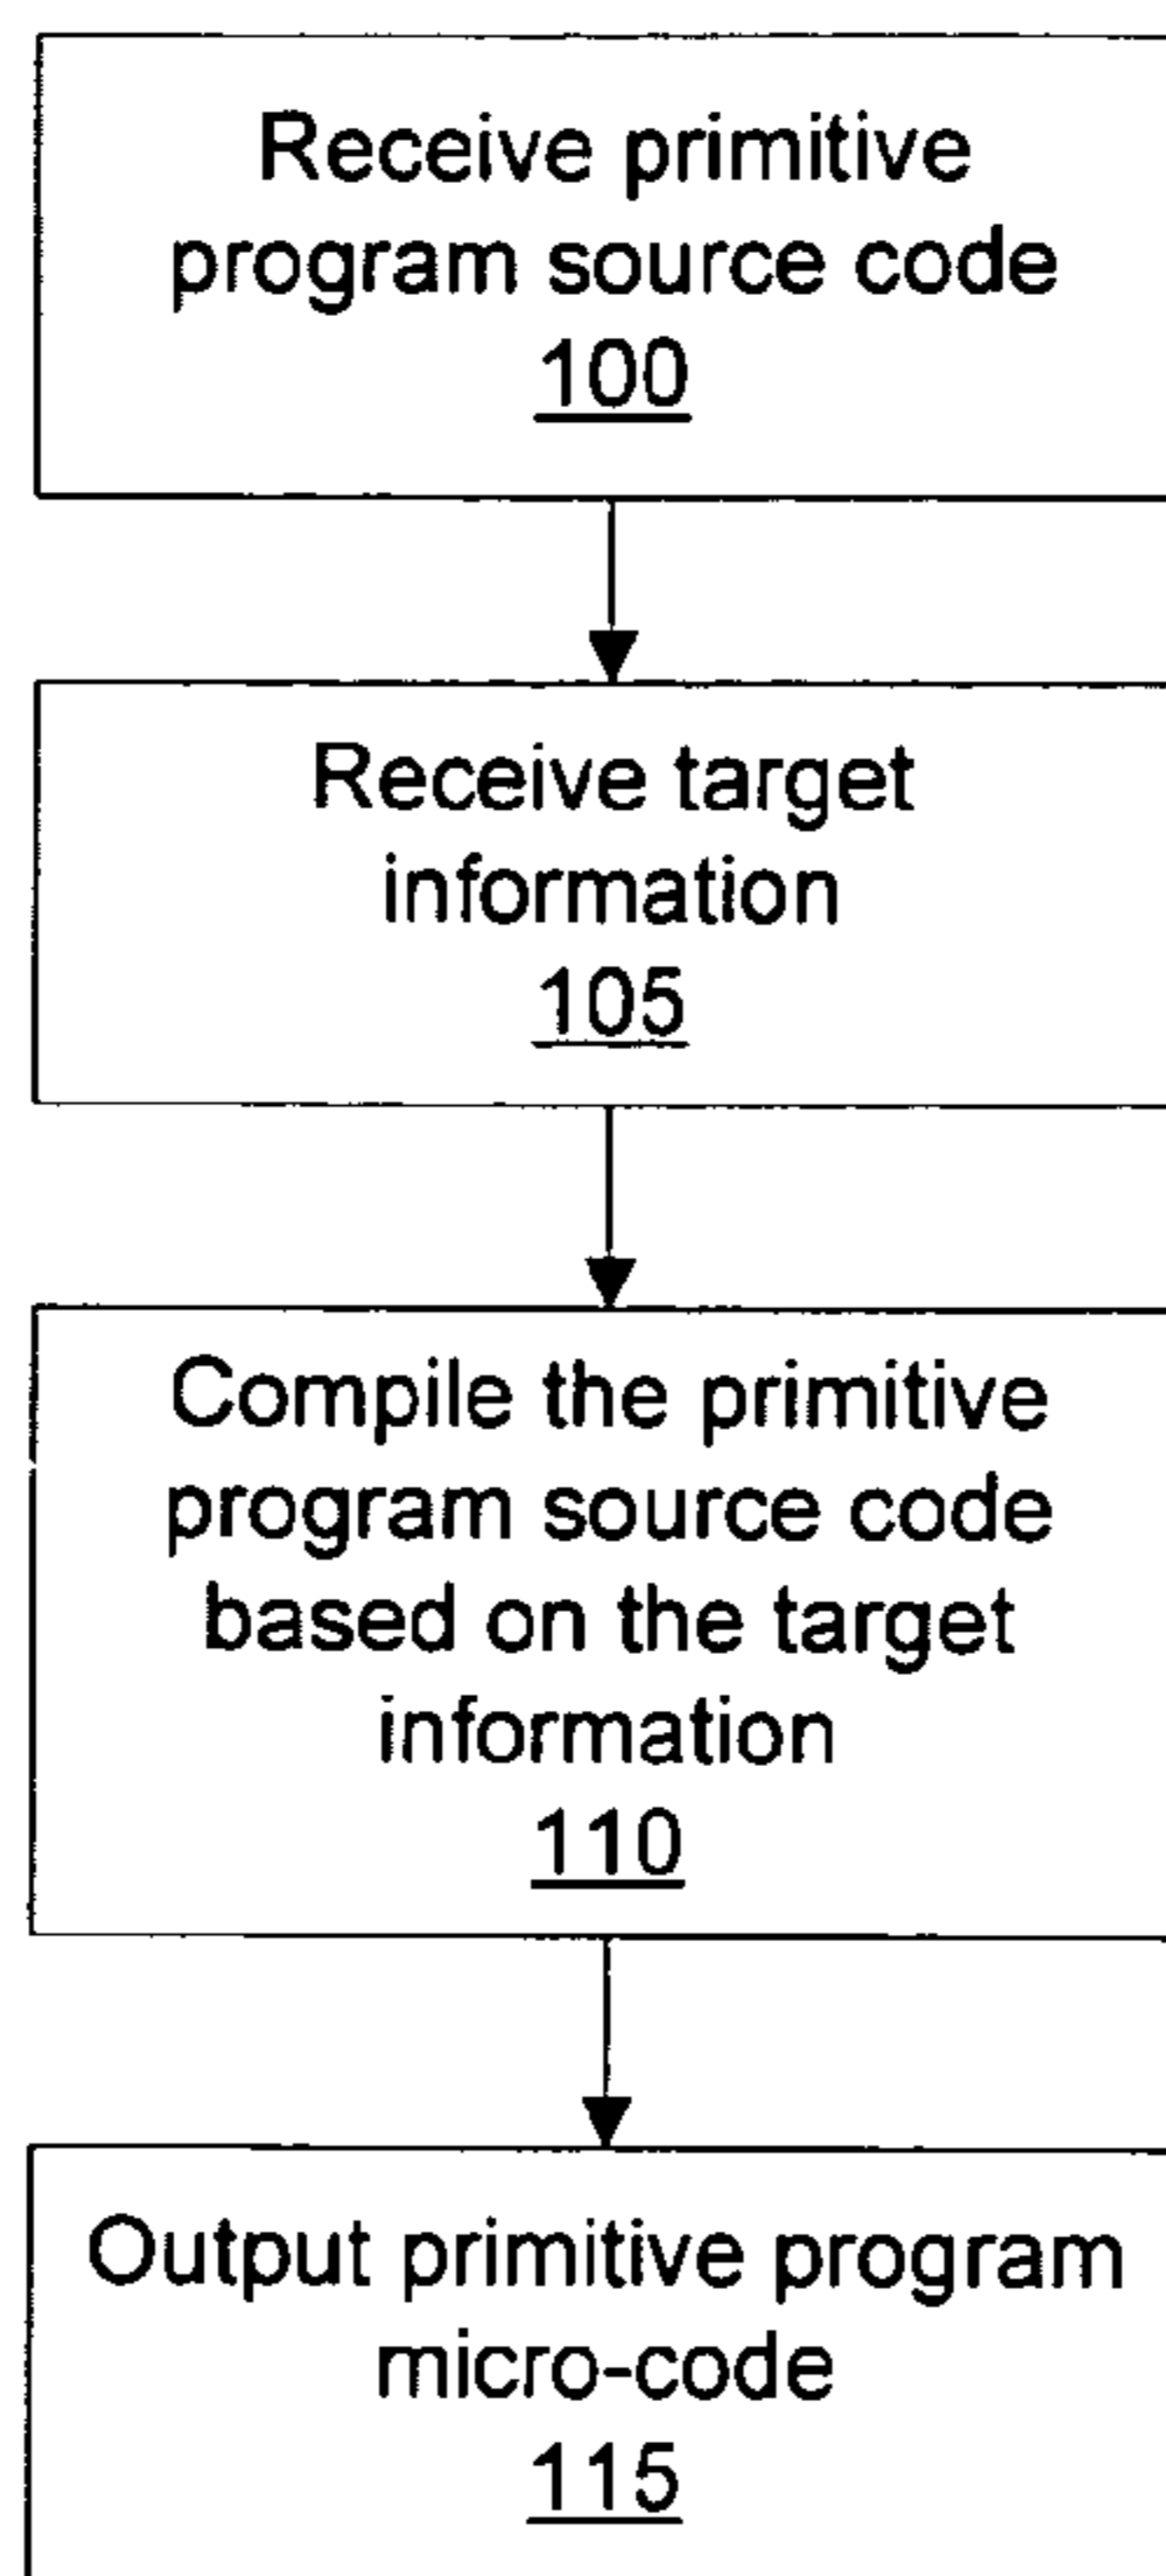 Receive primitive
program source code
100
Receive target
information
105
Compile the primitive
program source code
based on the target
information
110
Output primitive program
micro-code
115